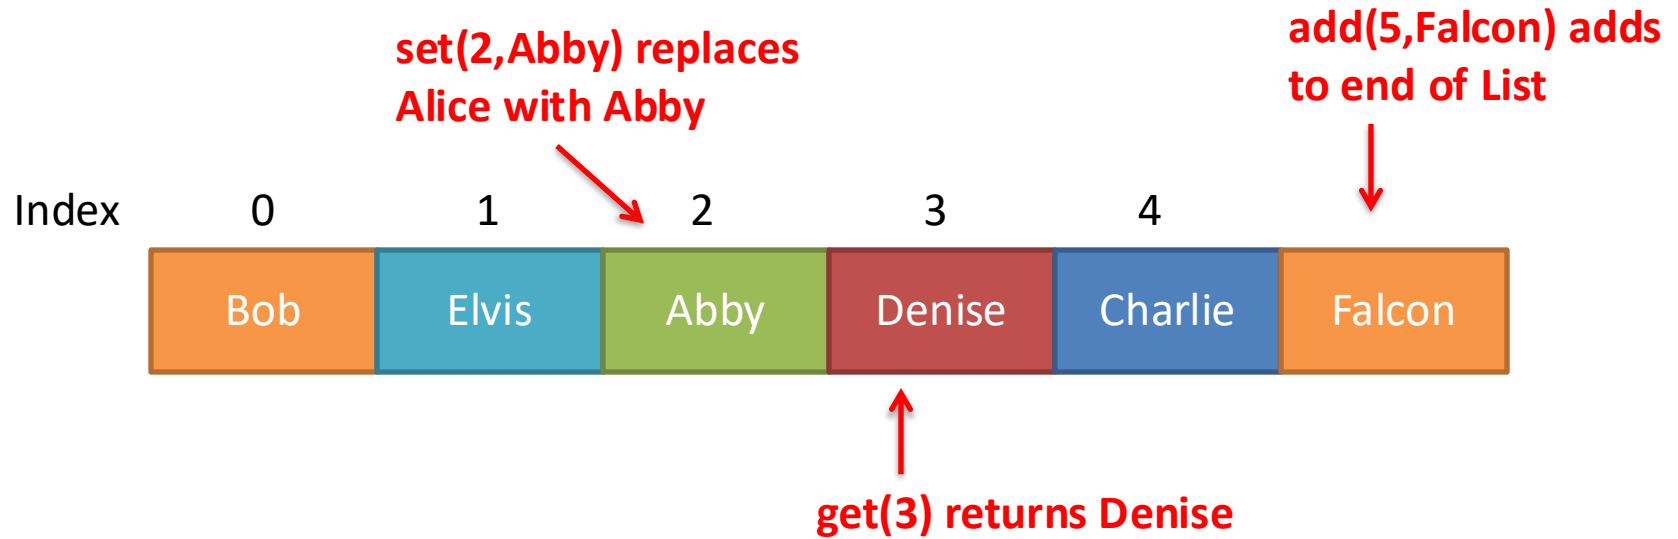 set(2,Abby) replaces
Alice with Abby
add(5,Falcon) adds
to end of List
Index 0 1 2 3 4
Bob Elvis Abby Denise Charlie Falcon
get(3) returns Denise